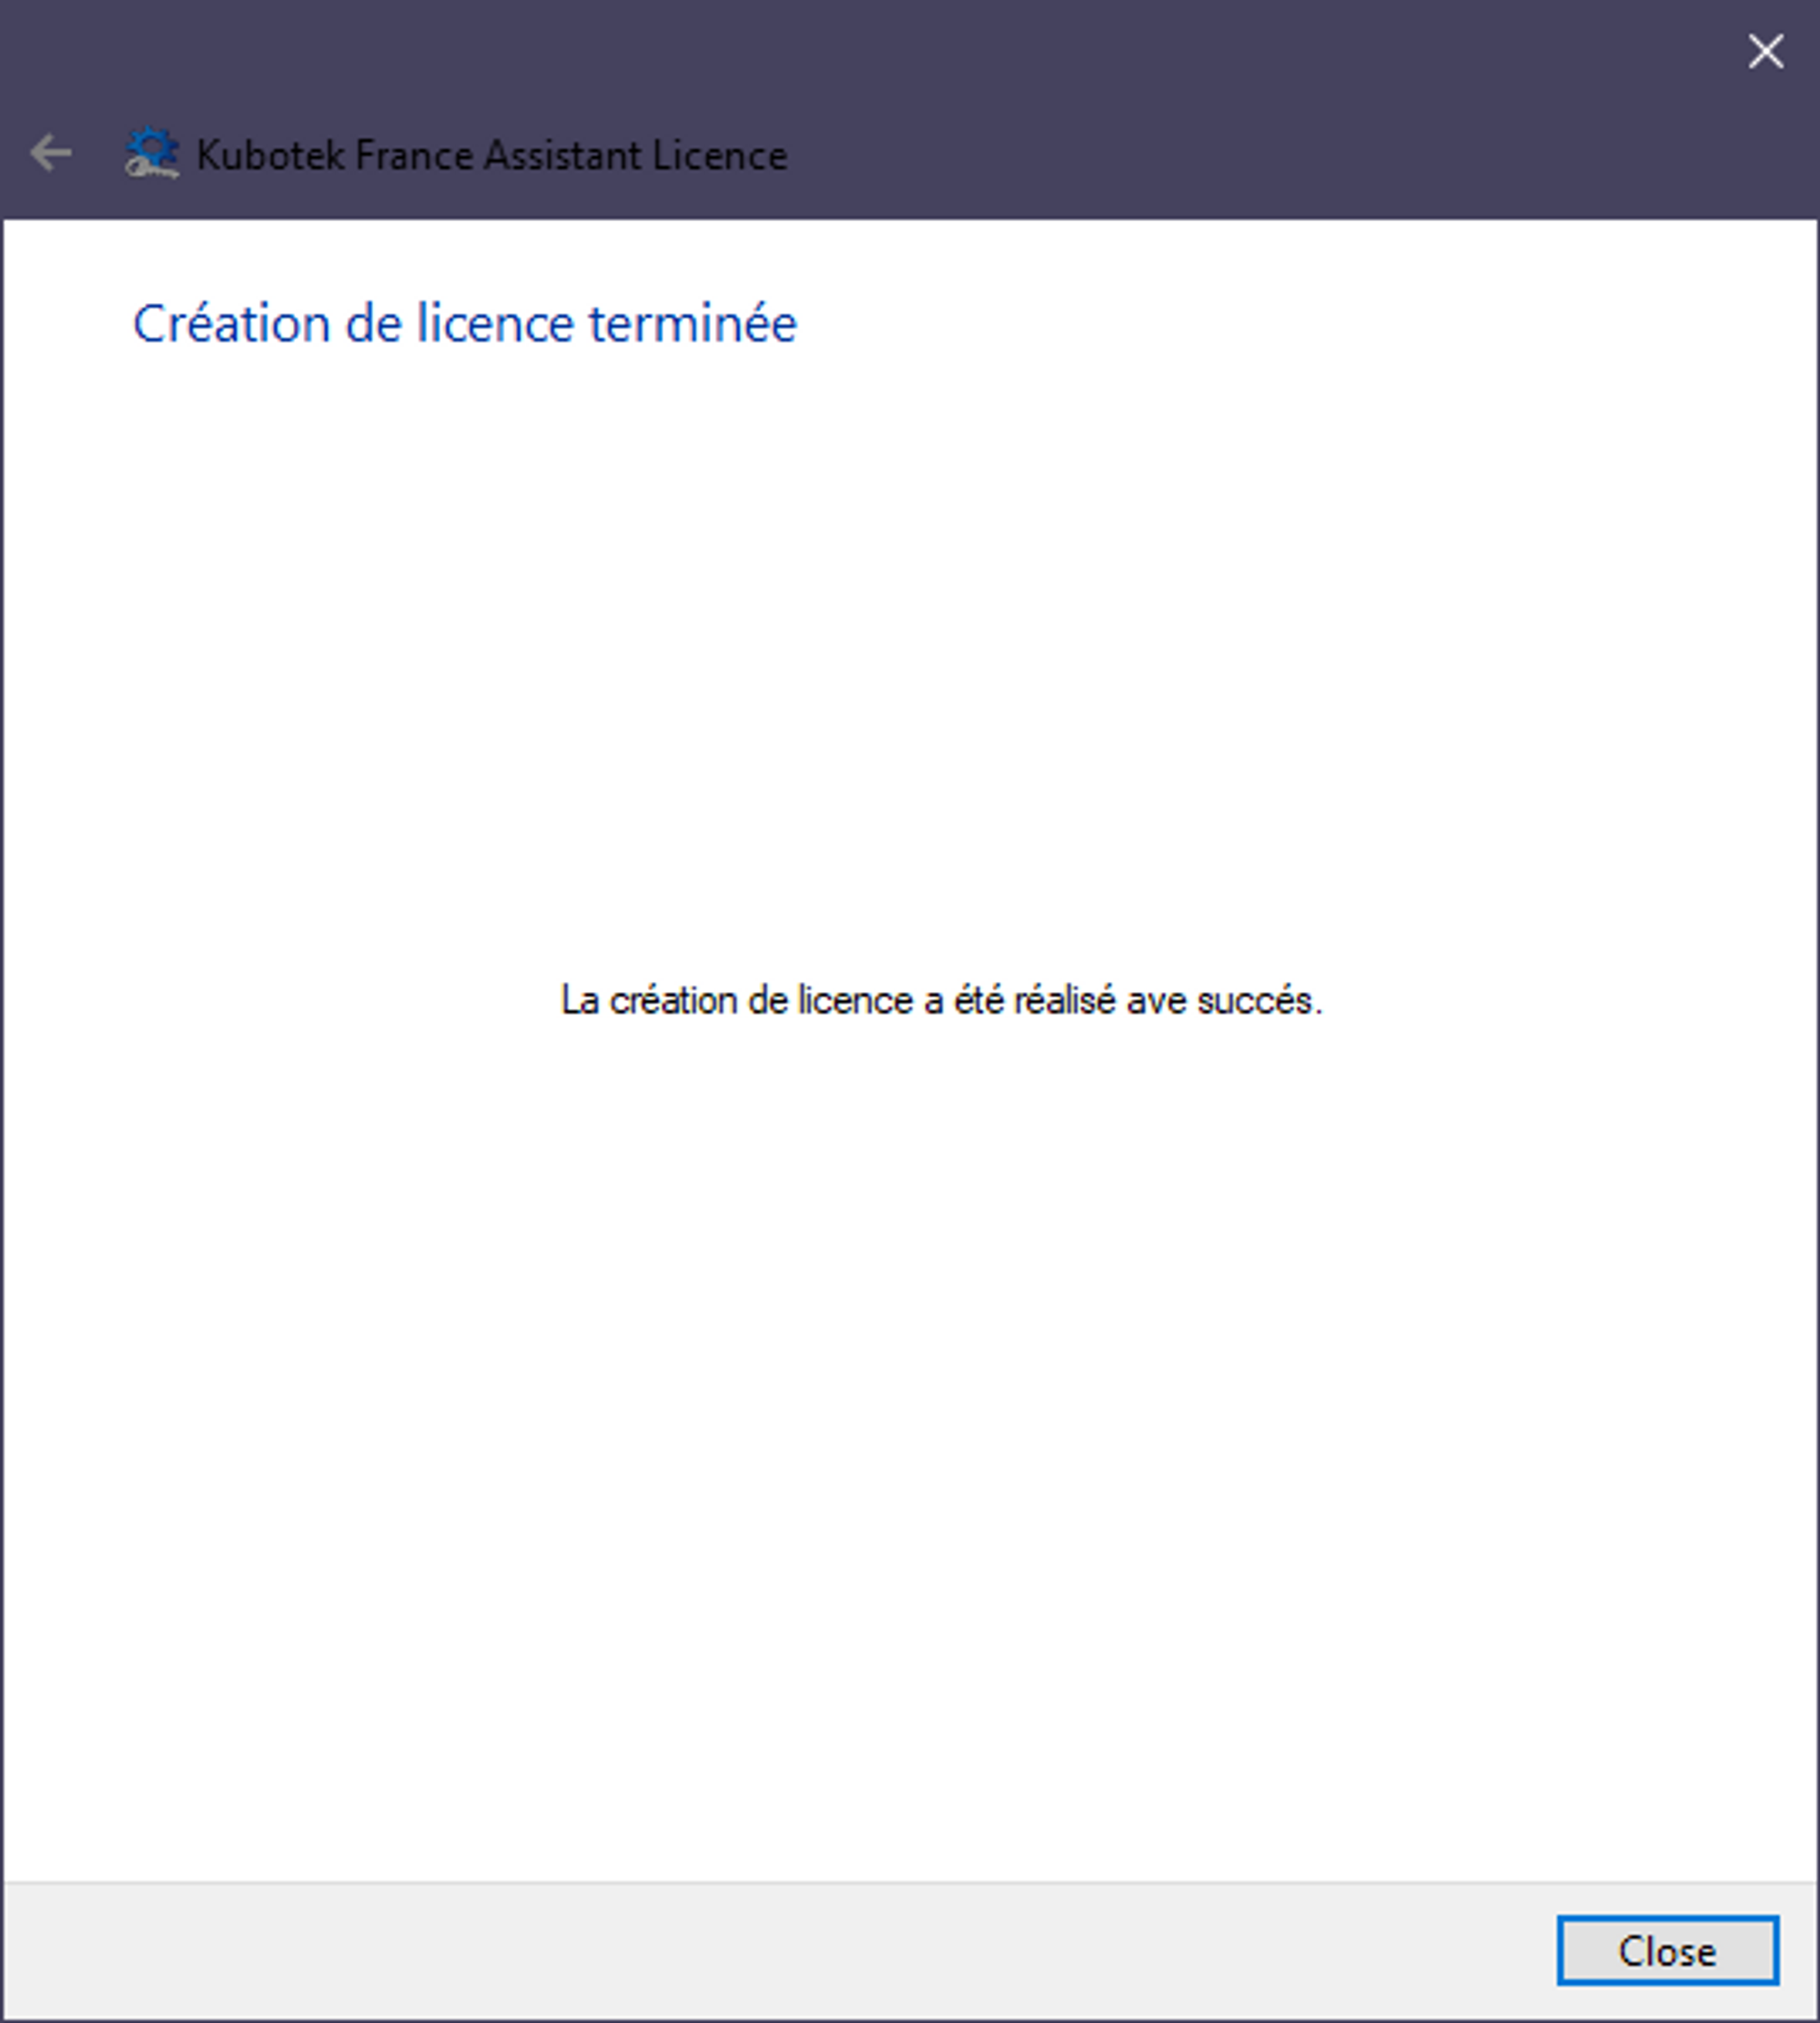 Kubotek France Assistant Licence
Création de licence terminée
La création de licence a été réalisé ave succés.
Close